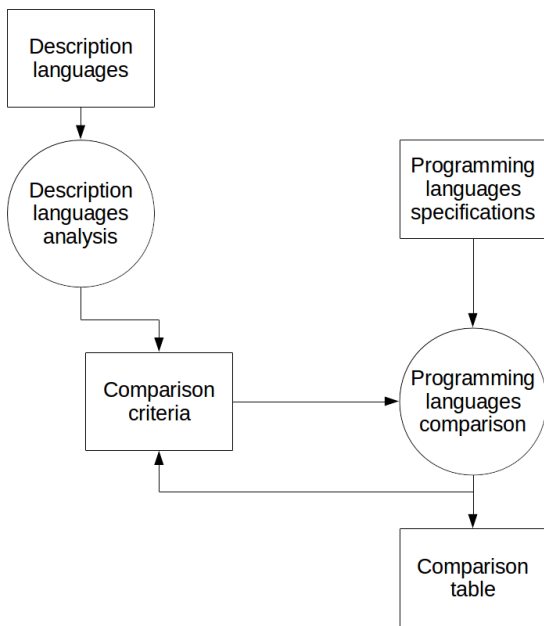 Description
languages
Description
languages
analysis
Programming
languages
specifications
Comparison
criteria
Programming
languages
comparison
Comparison
table